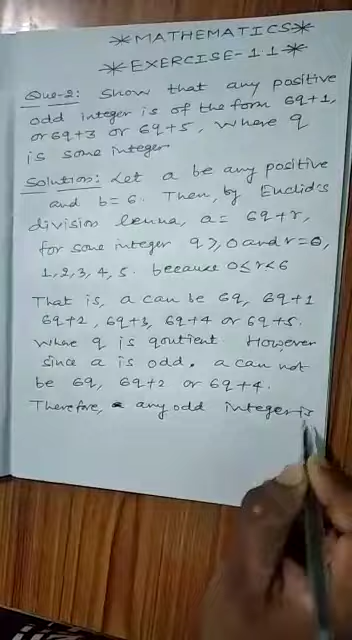 *MATHEMATICS*
*EXERCISE-1.1*
Que-2: Show that any positive
odd integer is of the form 6q+1,
or 6q+3 or 6q+5, where q
is some integer
Solution: Let a be any positive
and b=6. Then, by Euclid's
division lemma, a= 6q+r,
for some integer q⩾0 and r=0,
1,2,3,4,5. because 0≤r<6
That is, a can be 6q, 6q+1
6q+2, 6q+3, 6q+4 or 6q+5.
Where q is qoutient. However
since a is odd. a can not
be 6q, 6q+2 or 6q+4.
Therefore, any odd integer is